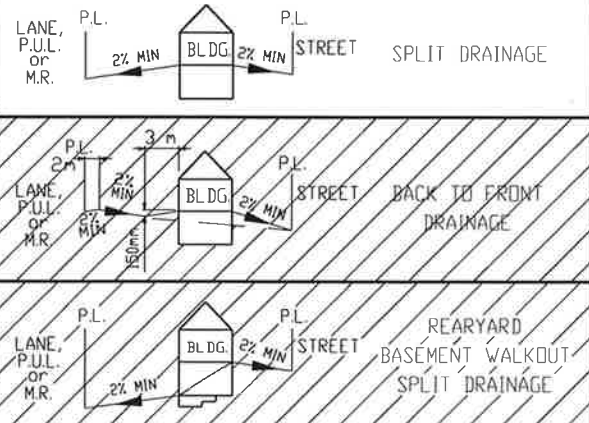 LANE,
P.U.L.
or
M.R.
P.L.
2% MIN
BLDG.
2% MIN
P.L.
STREET
SPLIT DRAINAGE
P.L.
2m
3 m
LANE,
P.U.L.
or
M.R.
2% MIN
2% MIN
150mm
BLDG.
2% MIN
P.L.
STREET
BACK TO FRONT
DRAINAGE
LANE,
P.U.L.
or
M.R.
P.L.
2% MIN
BLDG.
2% MIN
P.L.
STREET
REARYARD
BASEMENT WALKOUT
SPLIT DRAINAGE